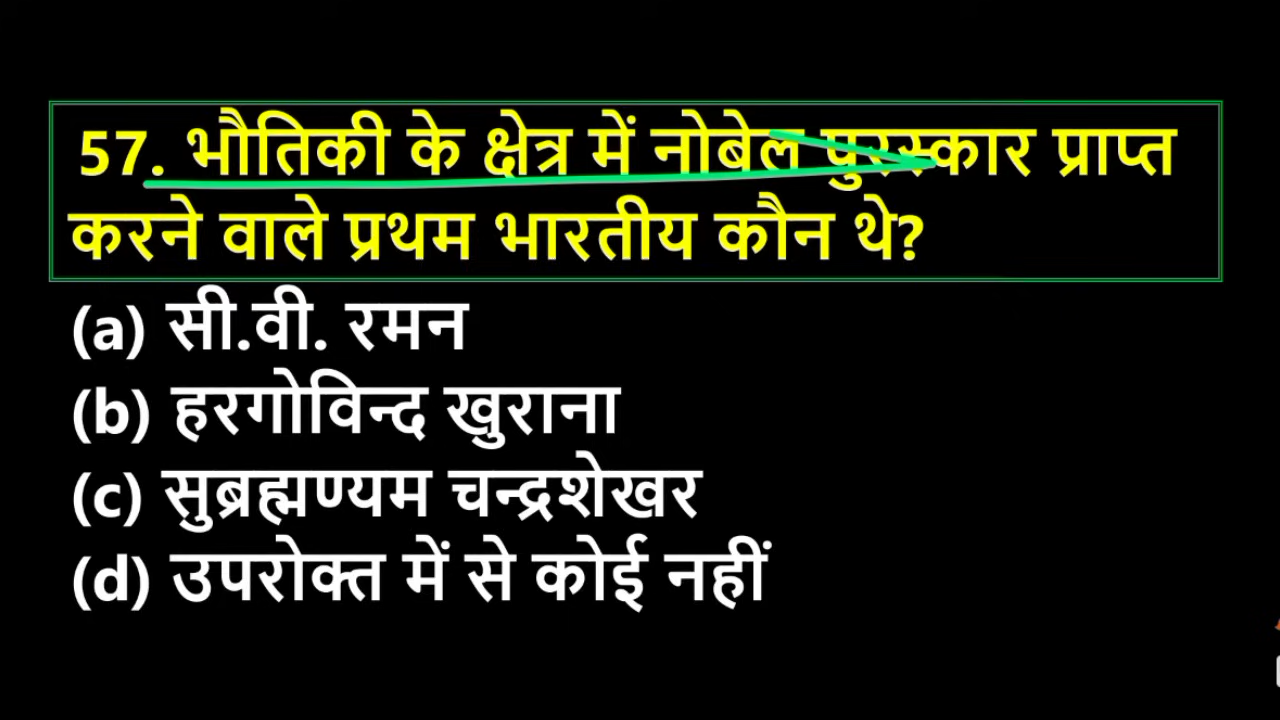 57. भौतिकी के क्षेत्र में नोबेल पुरस्कार प्राप्त
करने वाले प्रथम भारतीय कौन थे?
(a) सी.वी. रमन
(b) हरगोविन्द खुराना
(c) सुब्रह्मण्यम चन्द्रशेखर
(d) उपरोक्त में से कोई नहीं